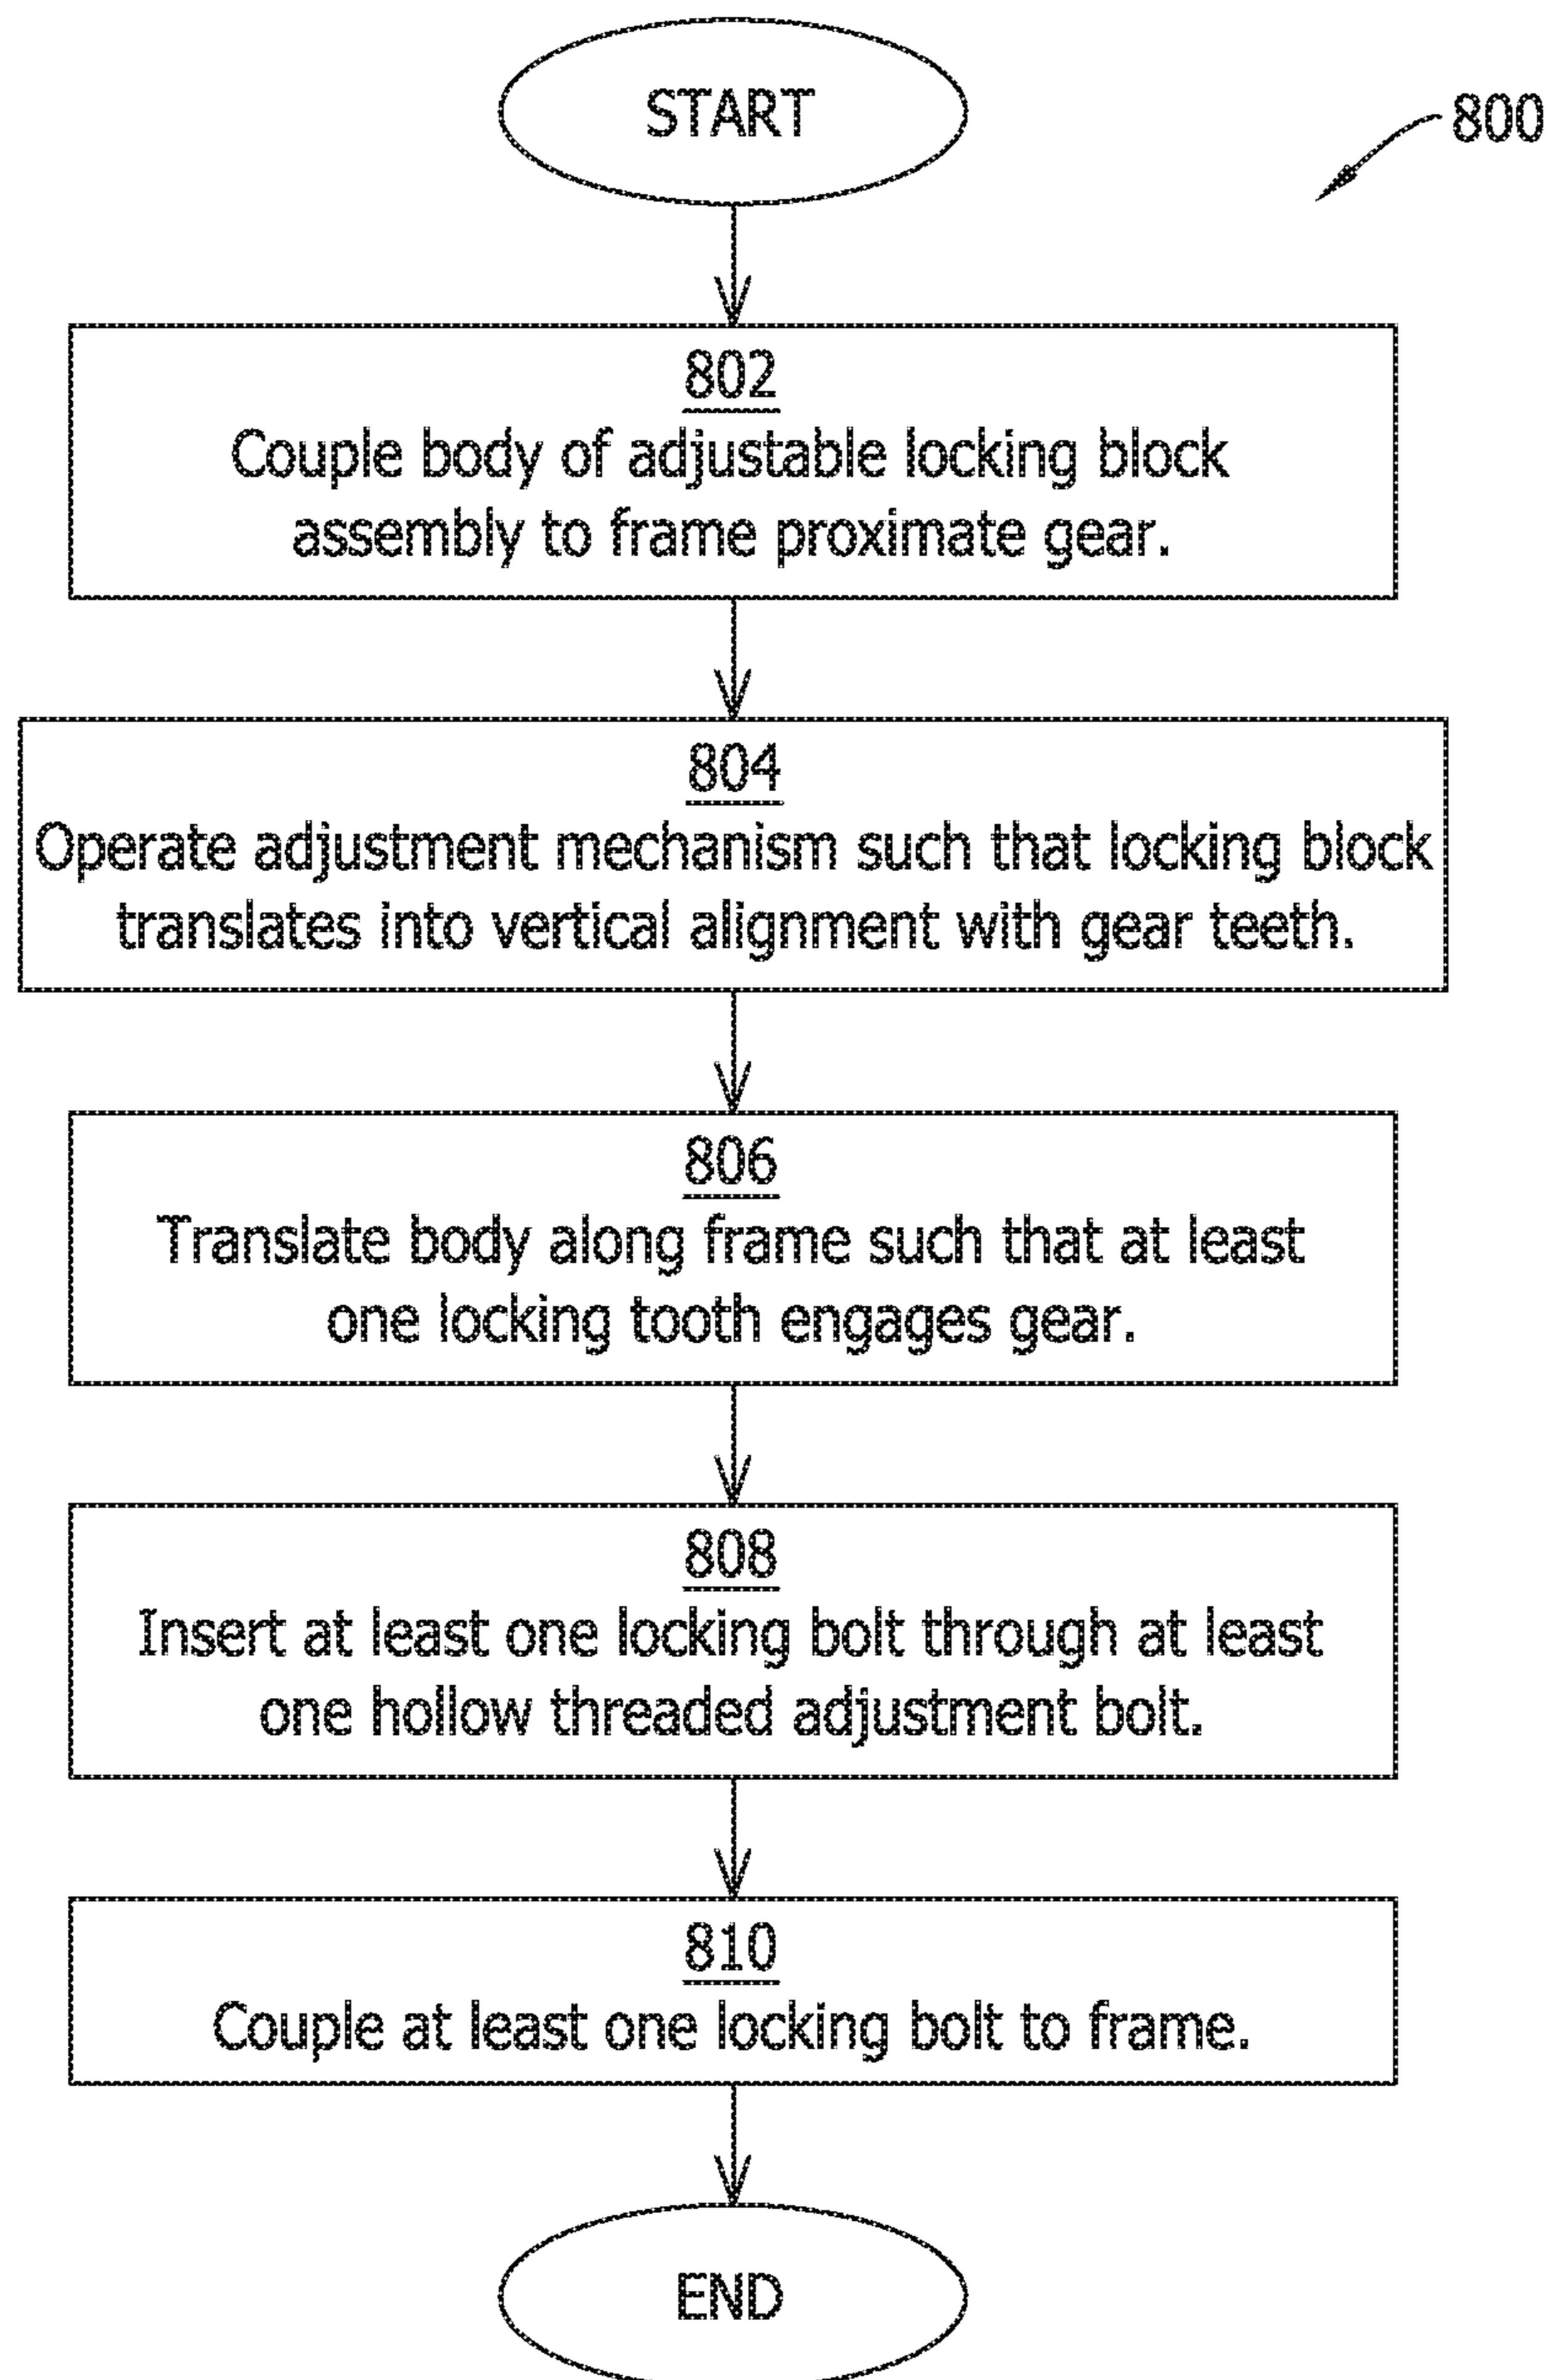 START
800
802
Couple body of adjustable locking block
assembly to frame proximate gear.
804
Operate adjustment mechanism such that locking block
translates into vertical alignment with gear teeth.
806
Translate body along frame such that at least
one locking tooth engages gear.
808
Insert at least one locking bolt through at least
one hollow threaded adjustment bolt.
810
Couple at least one locking bolt to frame.
END